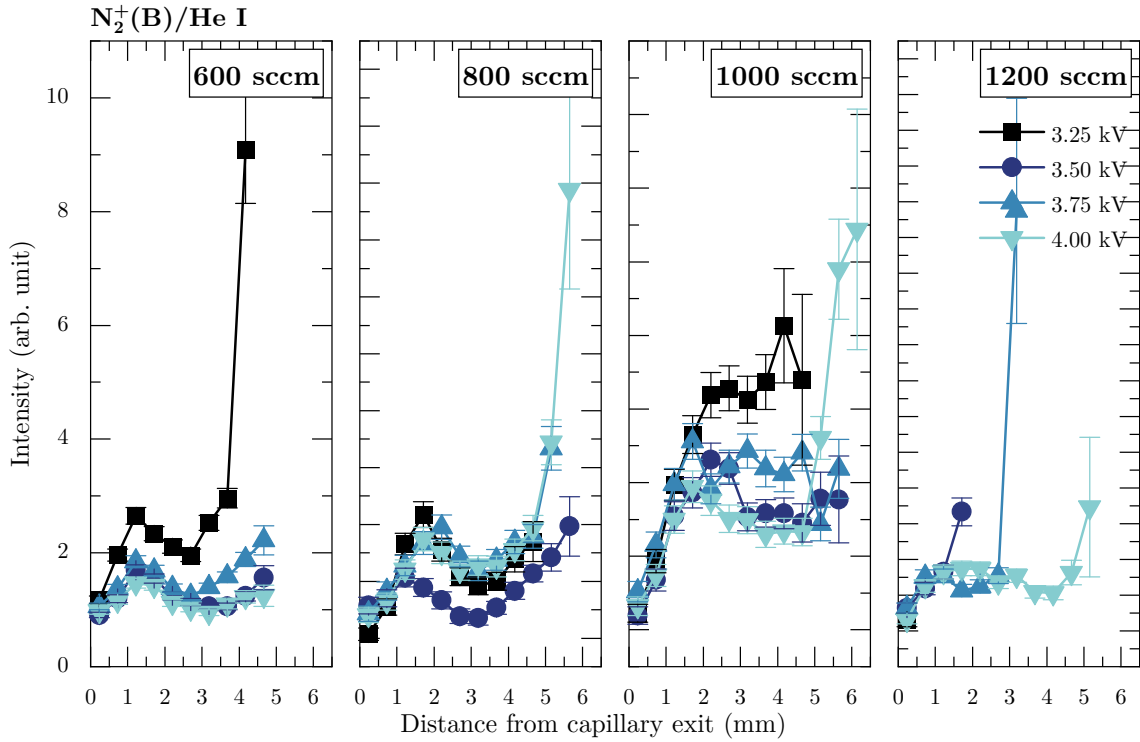 N₂⁺(B)/He I
600 sccm
800 sccm
1000 sccm
1200 sccm
3.25 kV
3.50 kV
3.75 kV
4.00 kV
Intensity (arb. unit)
10
8
6
4
2
0
0 1 2 3 4 5 6
0 1 2 3 4 5 6
0 1 2 3 4 5 6
0 1 2 3 4 5 6
Distance from capillary exit (mm)